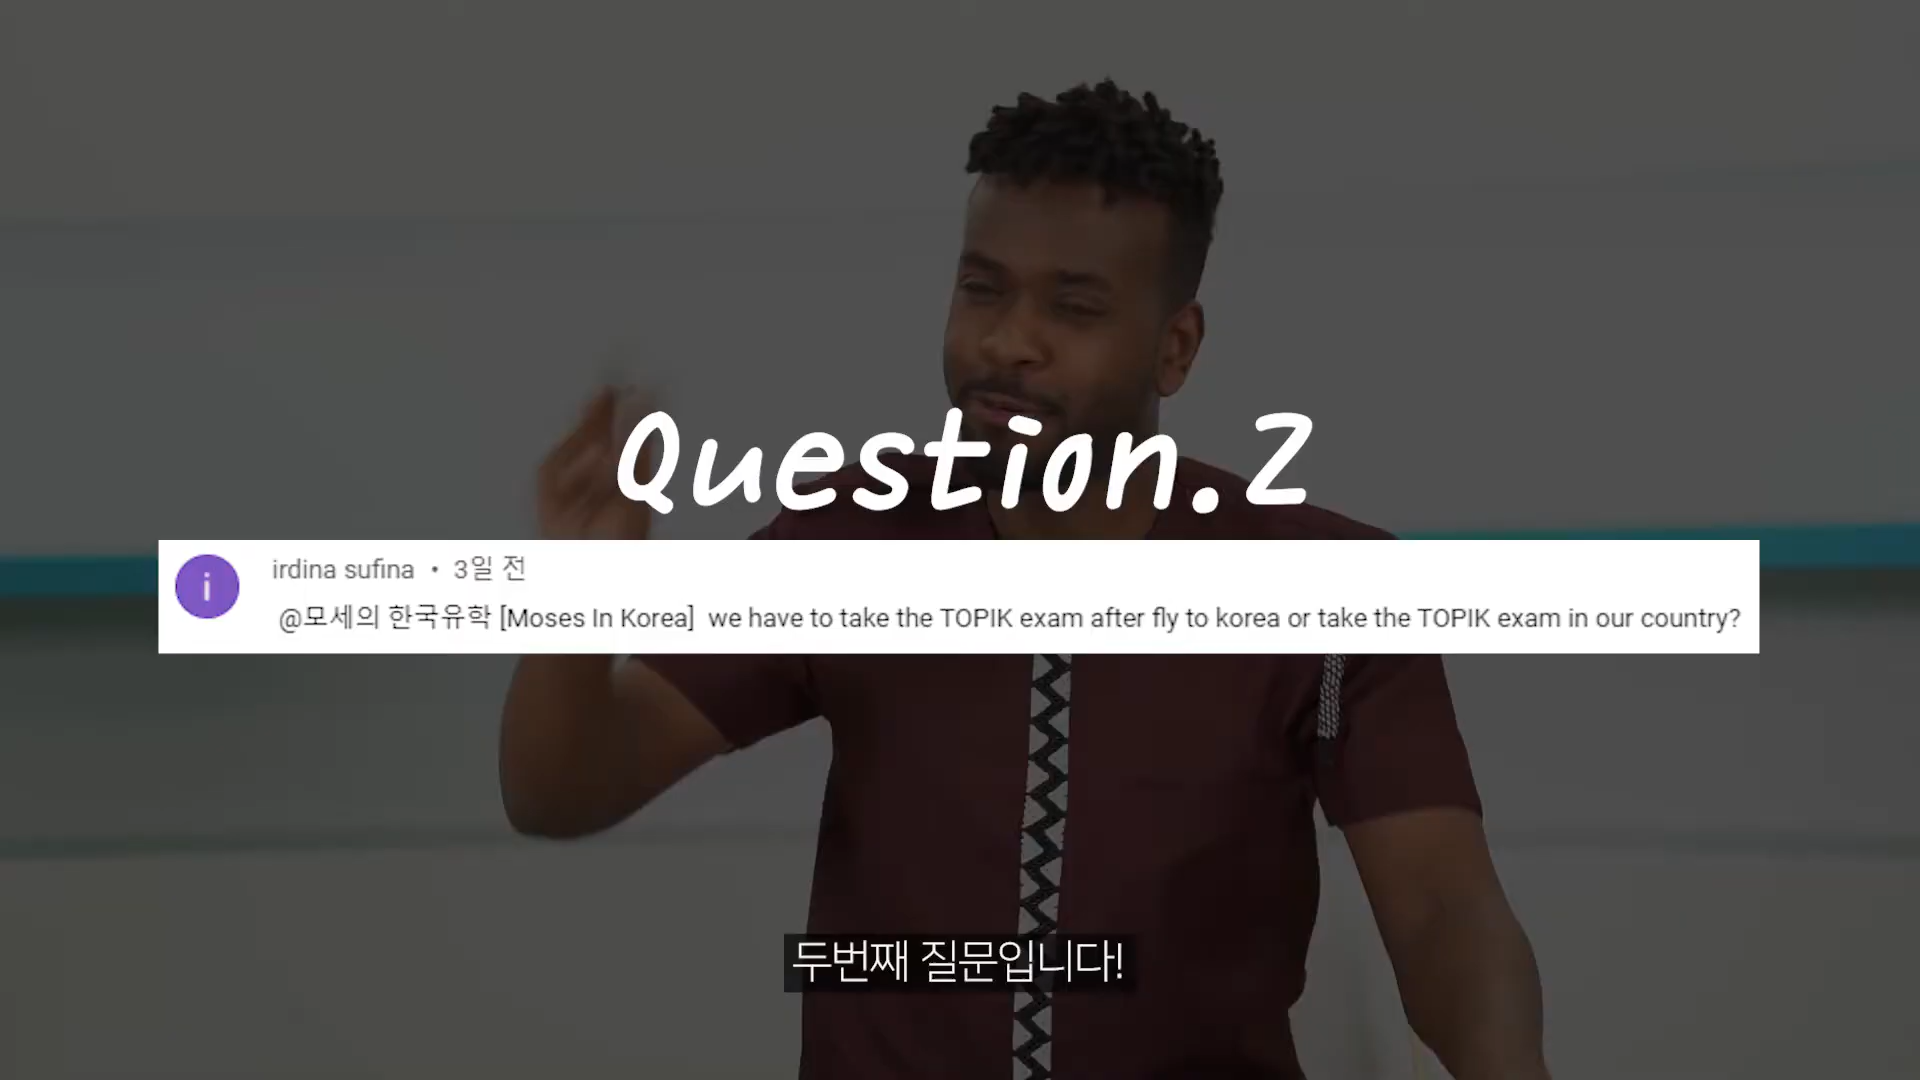 Question.2
i
irdina sufina • 3일 전
@모세의 한국유학 [Moses In Korea] we have to take the TOPIK exam after fly to korea or take the TOPIK exam in our country?
두번째 질문입니다!